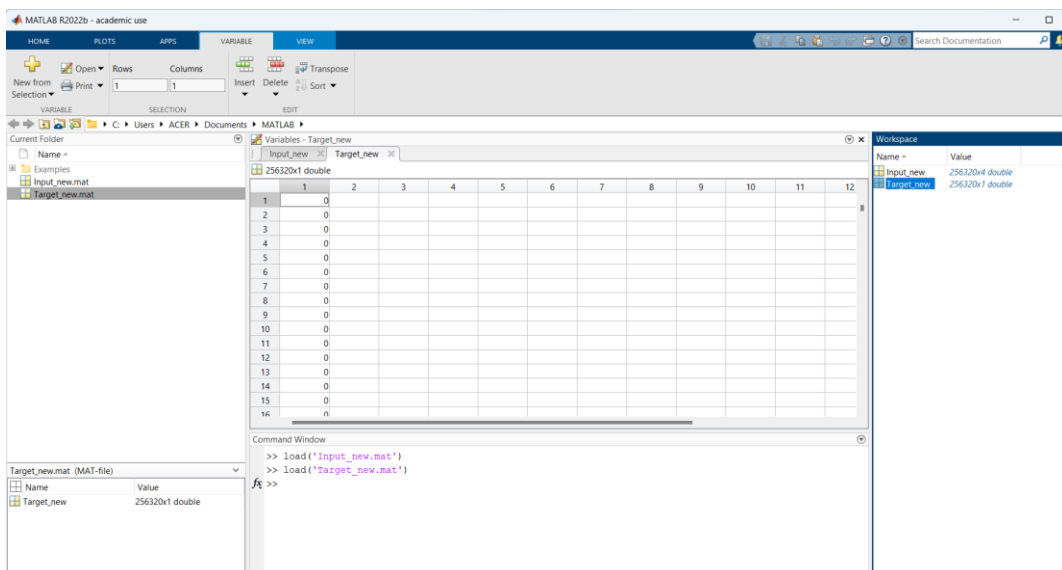 MATLAB R2022b - academic use
HOME PLOTS APPS VARIABLE VIEW Search Documentation
New from Selection Open Print Rows Columns 1 1 Insert Delete Transpose Sort
VARIABLE SELECTION EDIT
C: Users ACER Documents MATLAB
Current Folder
Name
Examples
Input_new.mat
Target_new.mat
Target_new.mat (MAT-file)
Name Value
Target_new 256320x1 double
Variables - Target_new
Input_new Target_new
256320x1 double
1 2 3 4 5 6 7 8 9 10 11 12
1 0
2 0
3 0
4 0
5 0
6 0
7 0
8 0
9 0
10 0
11 0
12 0
13 0
14 0
15 0
16 0
Command Window
>> load('Input_new.mat')
>> load('Target_new.mat')
fx >>
Workspace
Name Value
Input_new 256320x4 double
Target_new 256320x1 double